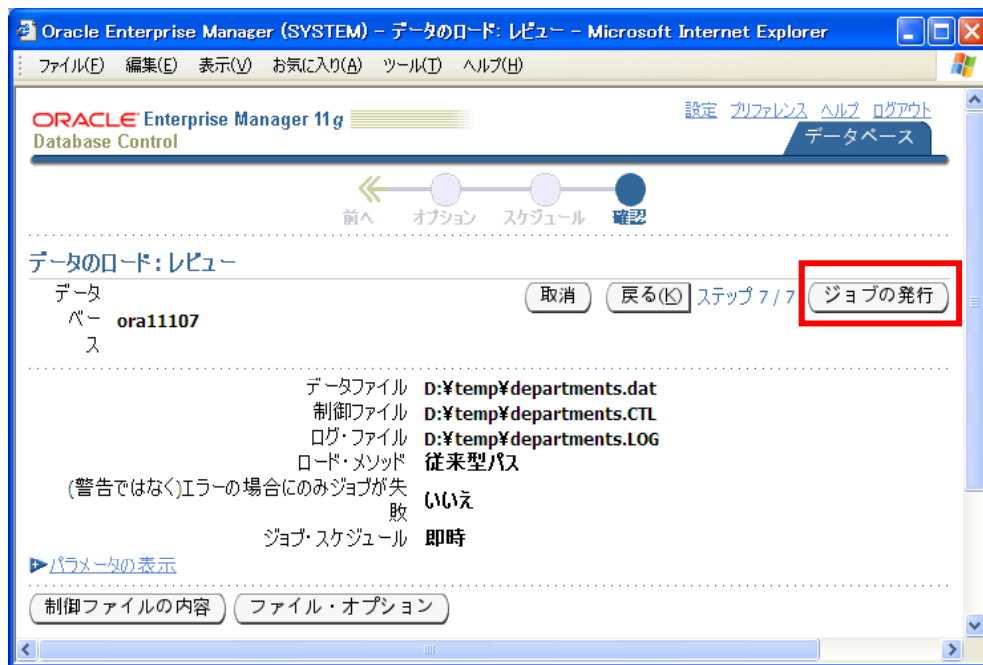 Oracle Enterprise Manager (SYSTEM) - データのロード: レビュー - Microsoft Internet Explorer
ファイル(F) 編集(E) 表示(V) お気に入り(A) ツール(T) ヘルプ(H)
ORACLE Enterprise Manager 11g
Database Control
設定 プリファレンス ヘルプ ログアウト
データベース
前へ オプション スケジュール 確認
データのロード: レビュー
データ
ベー
ス
ora11107
取消 戻る(K) ステップ 7 / 7 ジョブの発行
データファイル D:¥temp¥departments.dat
制御ファイル D:¥temp¥departments.CTL
ログ・ファイル D:¥temp¥departments.LOG
ロード・メソッド 従来型パス
(警告ではなく)エラーの場合にのみジョブが失
敗 いいえ
ジョブ・スケジュール 即時
パラメータの表示
制御ファイルの内容 ファイル・オプション